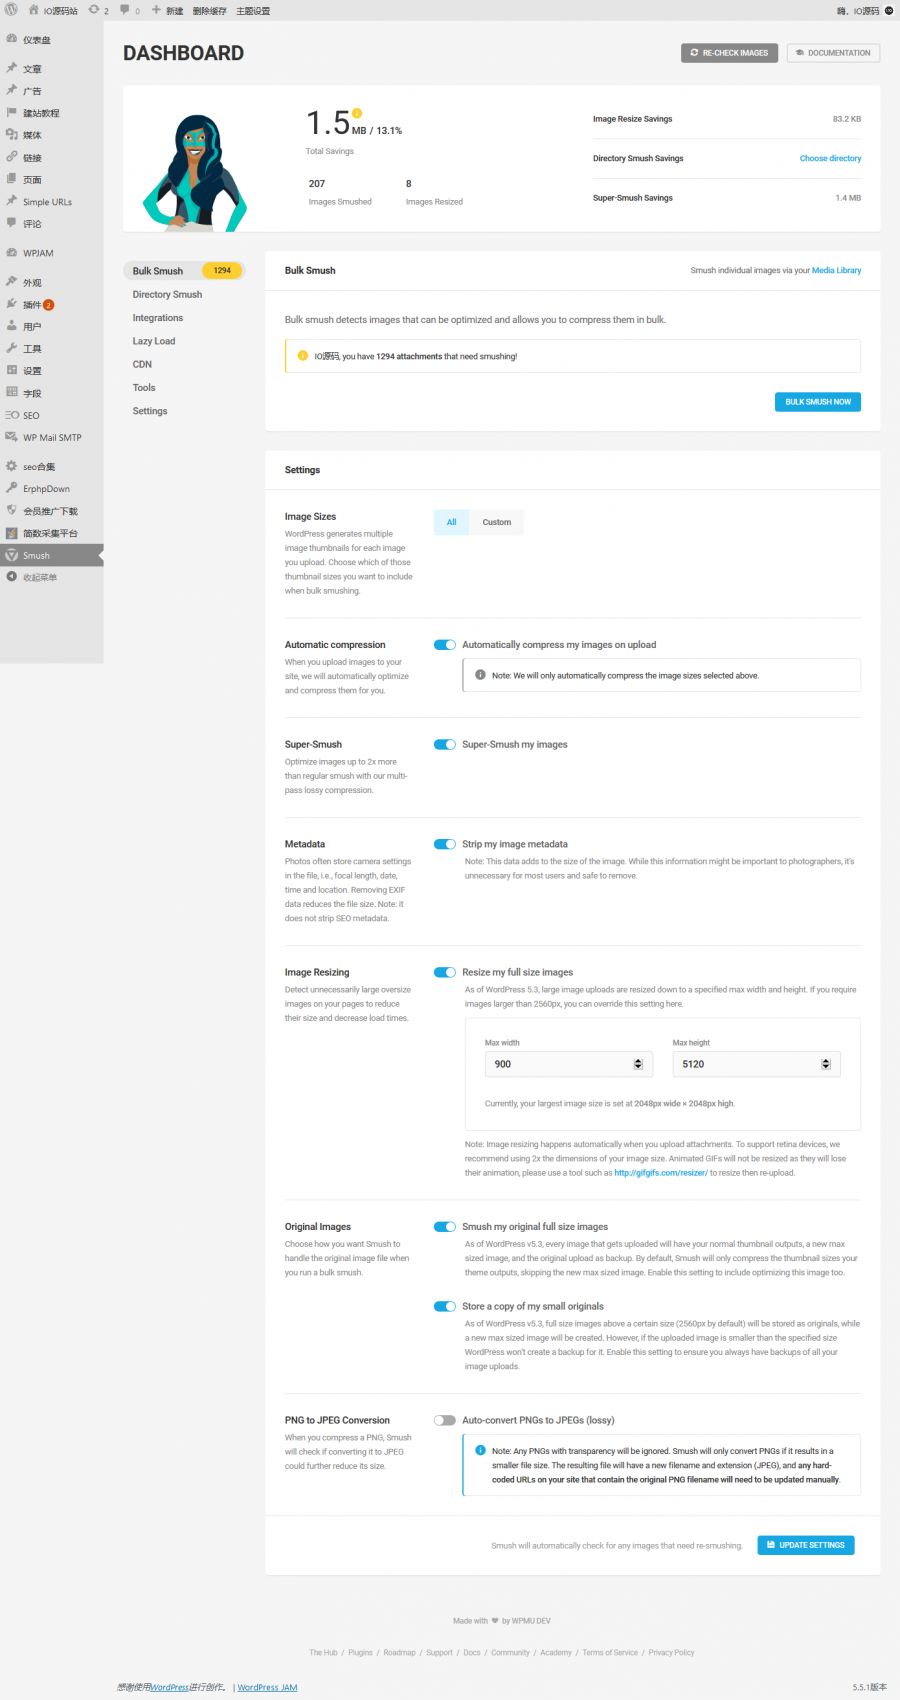 IO源码站 2 0 新建 删除缓存 主题设置
嗨，IO源码
仪表盘
文章
广告
建站教程
媒体
链接
页面
Simple URLs
评论
WPJAM
外观
插件 2
用户
工具
设置
字段
SEO
WP Mail SMTP
seo合集
ErphpDown
会员推广下载
简数采集平台
Smush
收起菜单
DASHBOARD
RE-CHECK IMAGES
DOCUMENTATION
1.5 MB / 13.1%
Total Savings
207
Images Smushed
8
Images Resized
Image Resize Savings 83.2 KB
Directory Smush Savings Choose directory
Super-Smush Savings 1.4 MB
Bulk Smush 1294
Directory Smush
Integrations
Lazy Load
CDN
Tools
Settings
Bulk Smush
Smush individual images via your Media Library
Bulk smush detects images that can be optimized and allows you to compress them in bulk.
IO源码, you have 1294 attachments that need smushing!
BULK SMUSH NOW
Settings
Image Sizes
WordPress generates multiple
image thumbnails for each image
you upload. Choose which of those
thumbnail sizes you want to include
when bulk smushing.
All Custom
Automatic compression
When you upload images to your
site, we will automatically optimize
and compress them for you.
Automatically compress my images on upload
Note: We will only automatically compress the image sizes selected above.
Super-Smush
Optimize images up to 2x more
than regular smush with our multi-
pass lossy compression.
Super-Smush my images
Metadata
Photos often store camera settings
in the file, i.e., focal length, date,
time and location. Removing EXIF
data reduces the file size. Note: it
does not strip SEO metadata.
Strip my image metadata
Note: This data adds to the size of the image. While this information might be important to photographers, it's
unnecessary for most users and safe to remove.
Image Resizing
Detect unnecessarily large oversize
images on your pages to reduce
their size and decrease load times.
Resize my full size images
As of WordPress 5.3, large image uploads are resized down to a specified max width and height. If you require
images larger than 2560px, you can override this setting here.
Max width
900
Max height
5120
Currently, your largest image size is set at 2048px wide × 2048px high.
Note: Image resizing happens automatically when you upload attachments. To support retina devices, we
recommend using 2x the dimensions of your image size. Animated GIFs will not be resized as they will lose
their animation, please use a tool such as http://gifgifs.com/resizer/ to resize then re-upload.
Original Images
Choose how you want Smush to
handle the original image file when
you run a bulk smush.
Smush my original full size images
As of WordPress v5.3, every image that gets uploaded will have your normal thumbnail outputs, a new max
sized image, and the original upload as backup. By default, Smush will only compress the thumbnail sizes your
theme outputs, skipping the new max sized image. Enable this setting to include optimizing this image too.
Store a copy of my small originals
As of WordPress v5.3, full size images above a certain size (2560px by default) will be stored as originals, while
a new max sized image will be created. However, if the uploaded image is smaller than the specified size
WordPress won't create a backup for it. Enable this setting to ensure you always have backups of all your
image uploads.
PNG to JPEG Conversion
When you compress a PNG, Smush
will check if converting it to JPEG
could further reduce its size.
Auto-convert PNGs to JPEGs (lossy)
Note: Any PNGs with transparency will be ignored. Smush will only convert PNGs if it results in a
smaller file size. The resulting file will have a new filename and extension (JPEG), and any hard-
coded URLs on your site that contain the original PNG filename will need to be updated manually.
Smush will automatically check for any images that need re-smushing.
UPDATE SETTINGS
Made with ❤ by WPMU DEV
The Hub / Plugins / Roadmap / Support / Docs / Community / Academy / Terms of Service / Privacy Policy
感谢使用WordPress进行创作。 | WordPress JAM
5.5.1版本